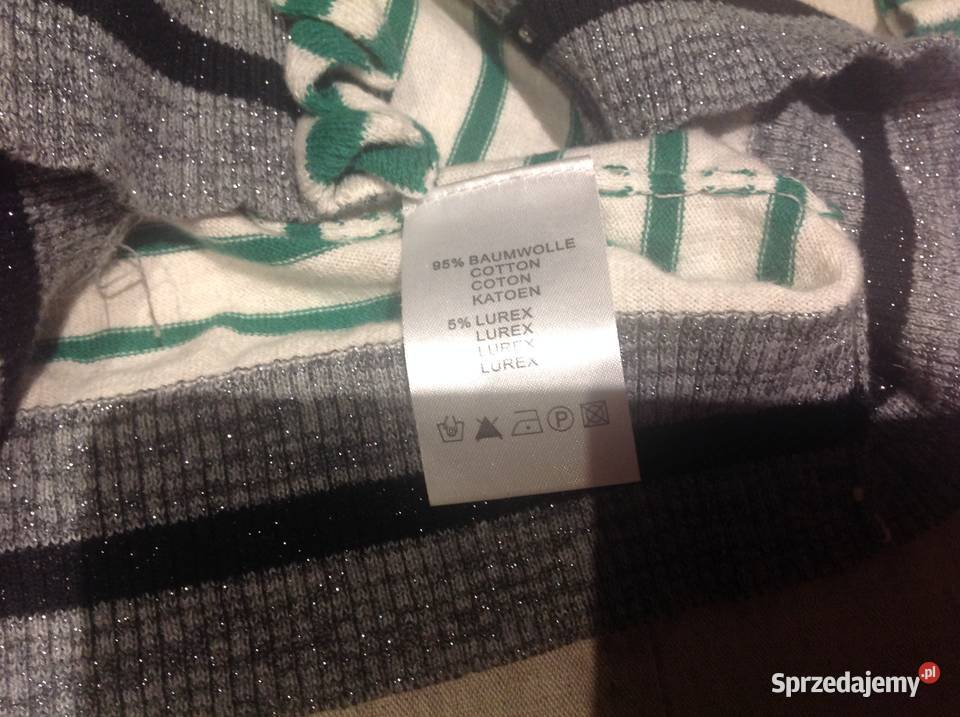 95% BAUMWOLLE
COTTON
COTON
KATOEN
5% LUREX
LUREX
LUREX
LUREX
P
Sprzedajemy.pl